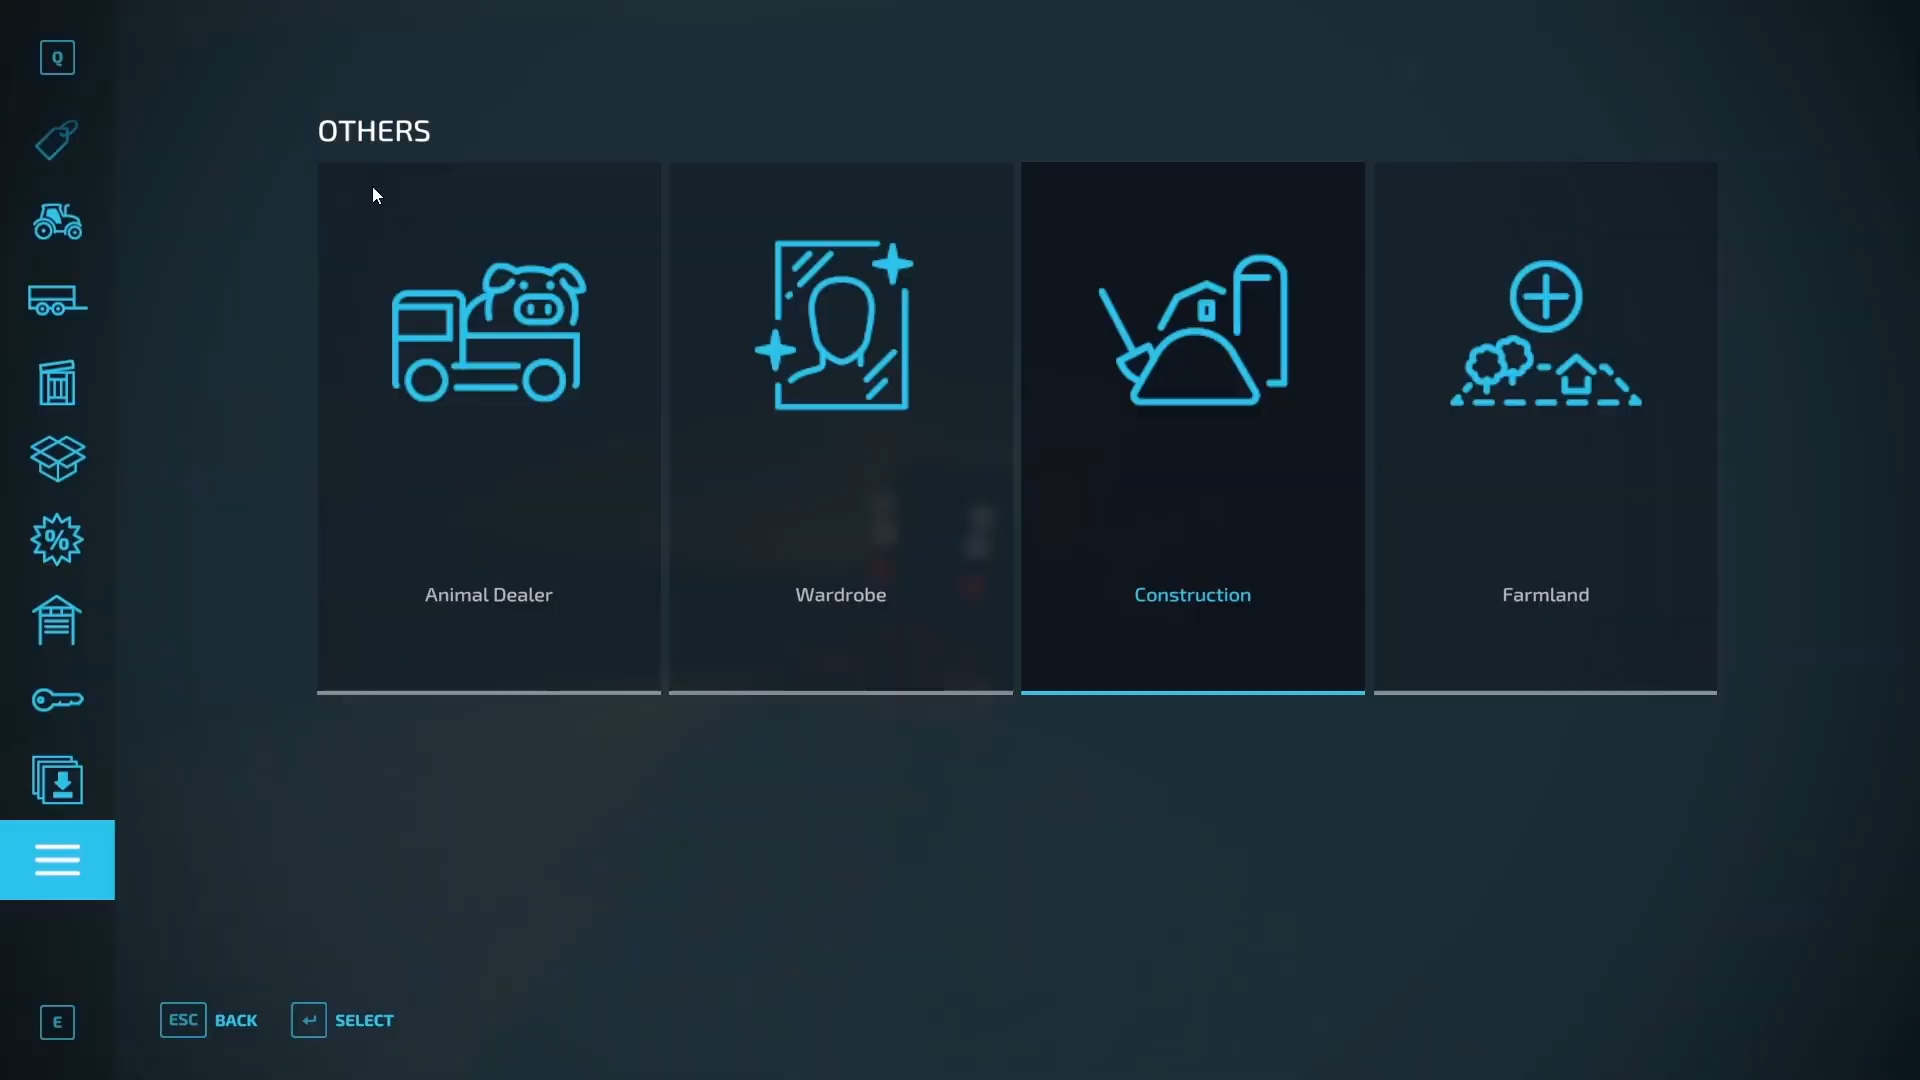 Q
OTHERS
%
Animal Dealer
Wardrobe
Construction
Farmland
E
ESC BACK ↵ SELECT